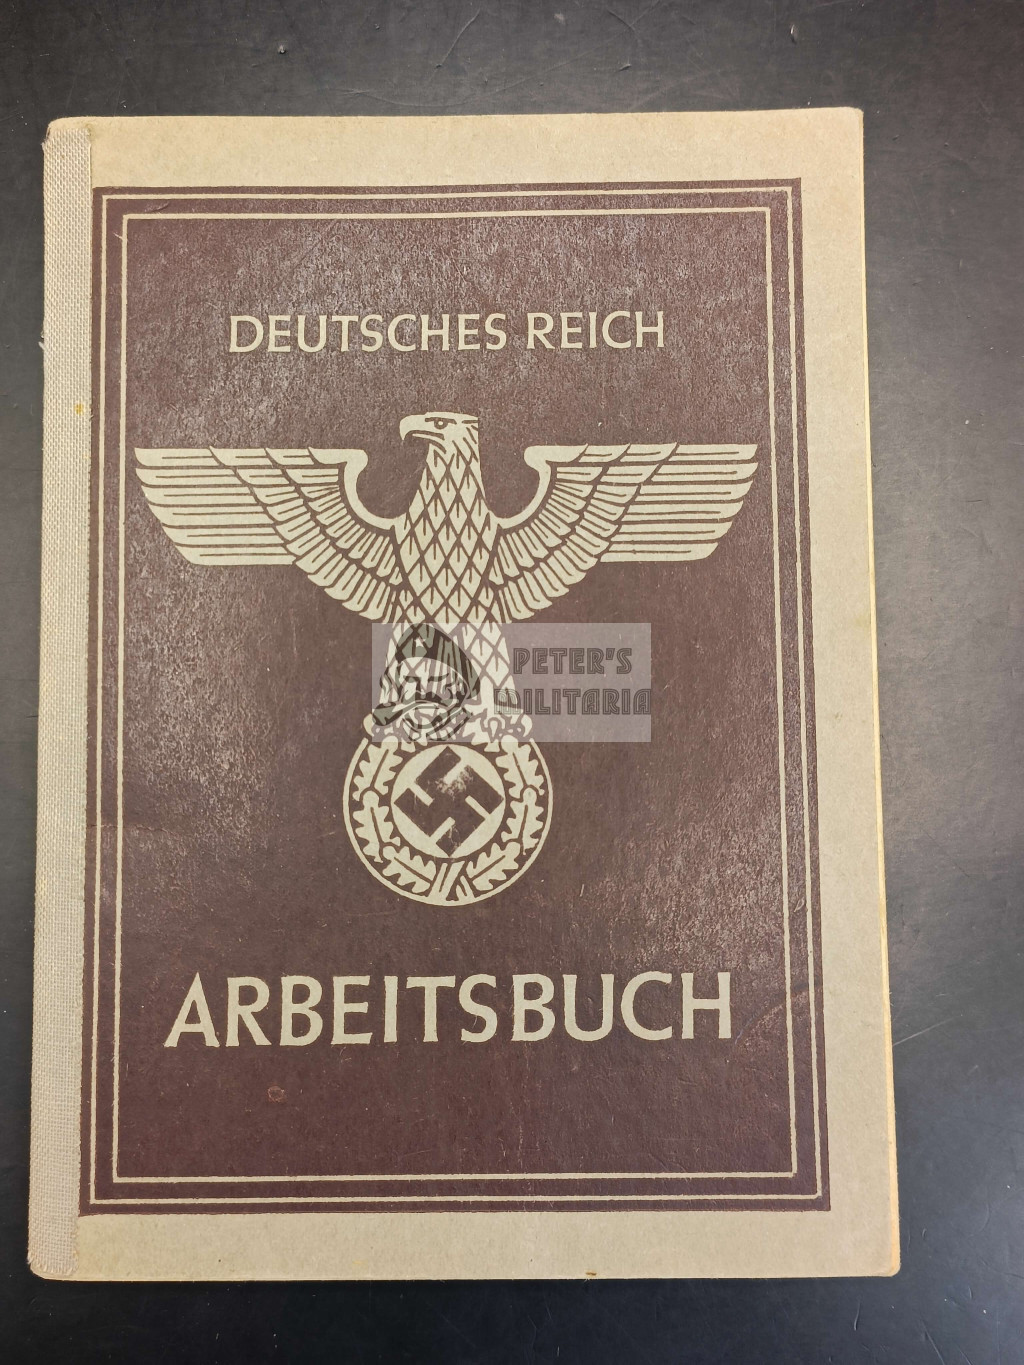 DEUTSCHES REICH
PETER'S
MILITARIA
ARBEITSBUCH